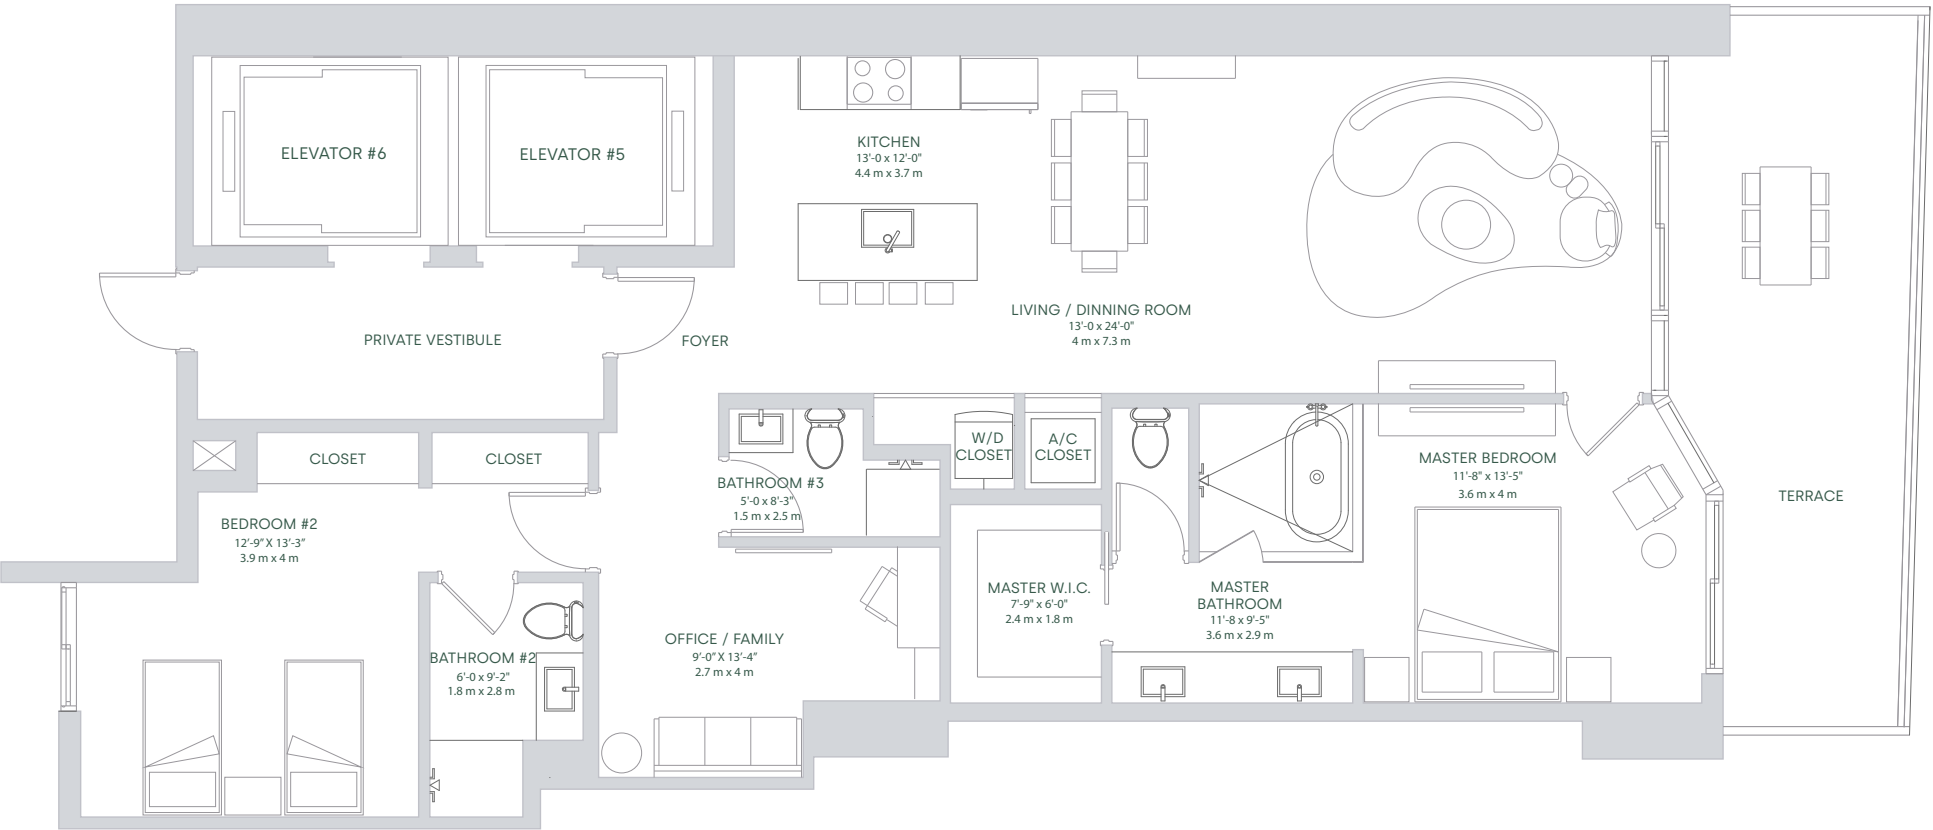 ELEVATOR #6
ELEVATOR #5
KITCHEN
13'-0 x 12'-0"
4.4 m x 3.7 m
LIVING / DINNING ROOM
13'-0 x 24'-0"
4 m x 7.3 m
PRIVATE VESTIBULE
FOYER
CLOSET
CLOSET
W/D
CLOSET
A/C
CLOSET
MASTER BEDROOM
11'-8" x 13'-5"
3.6 m x 4 m
BATHROOM #3
5'-0 x 8'-3"
1.5 m x 2.5 m
TERRACE
BEDROOM #2
12'-9" X 13'-3"
3.9 m x 4 m
MASTER W.I.C.
7'-9" x 6'-0"
2.4 m x 1.8 m
MASTER
BATHROOM
11'-8 x 9'-5"
3.6 m x 2.9 m
OFFICE / FAMILY
9'-0" X 13'-4"
2.7 m x 4 m
BATHROOM #2
6'-0 x 9'-2"
1.8 m x 2.8 m